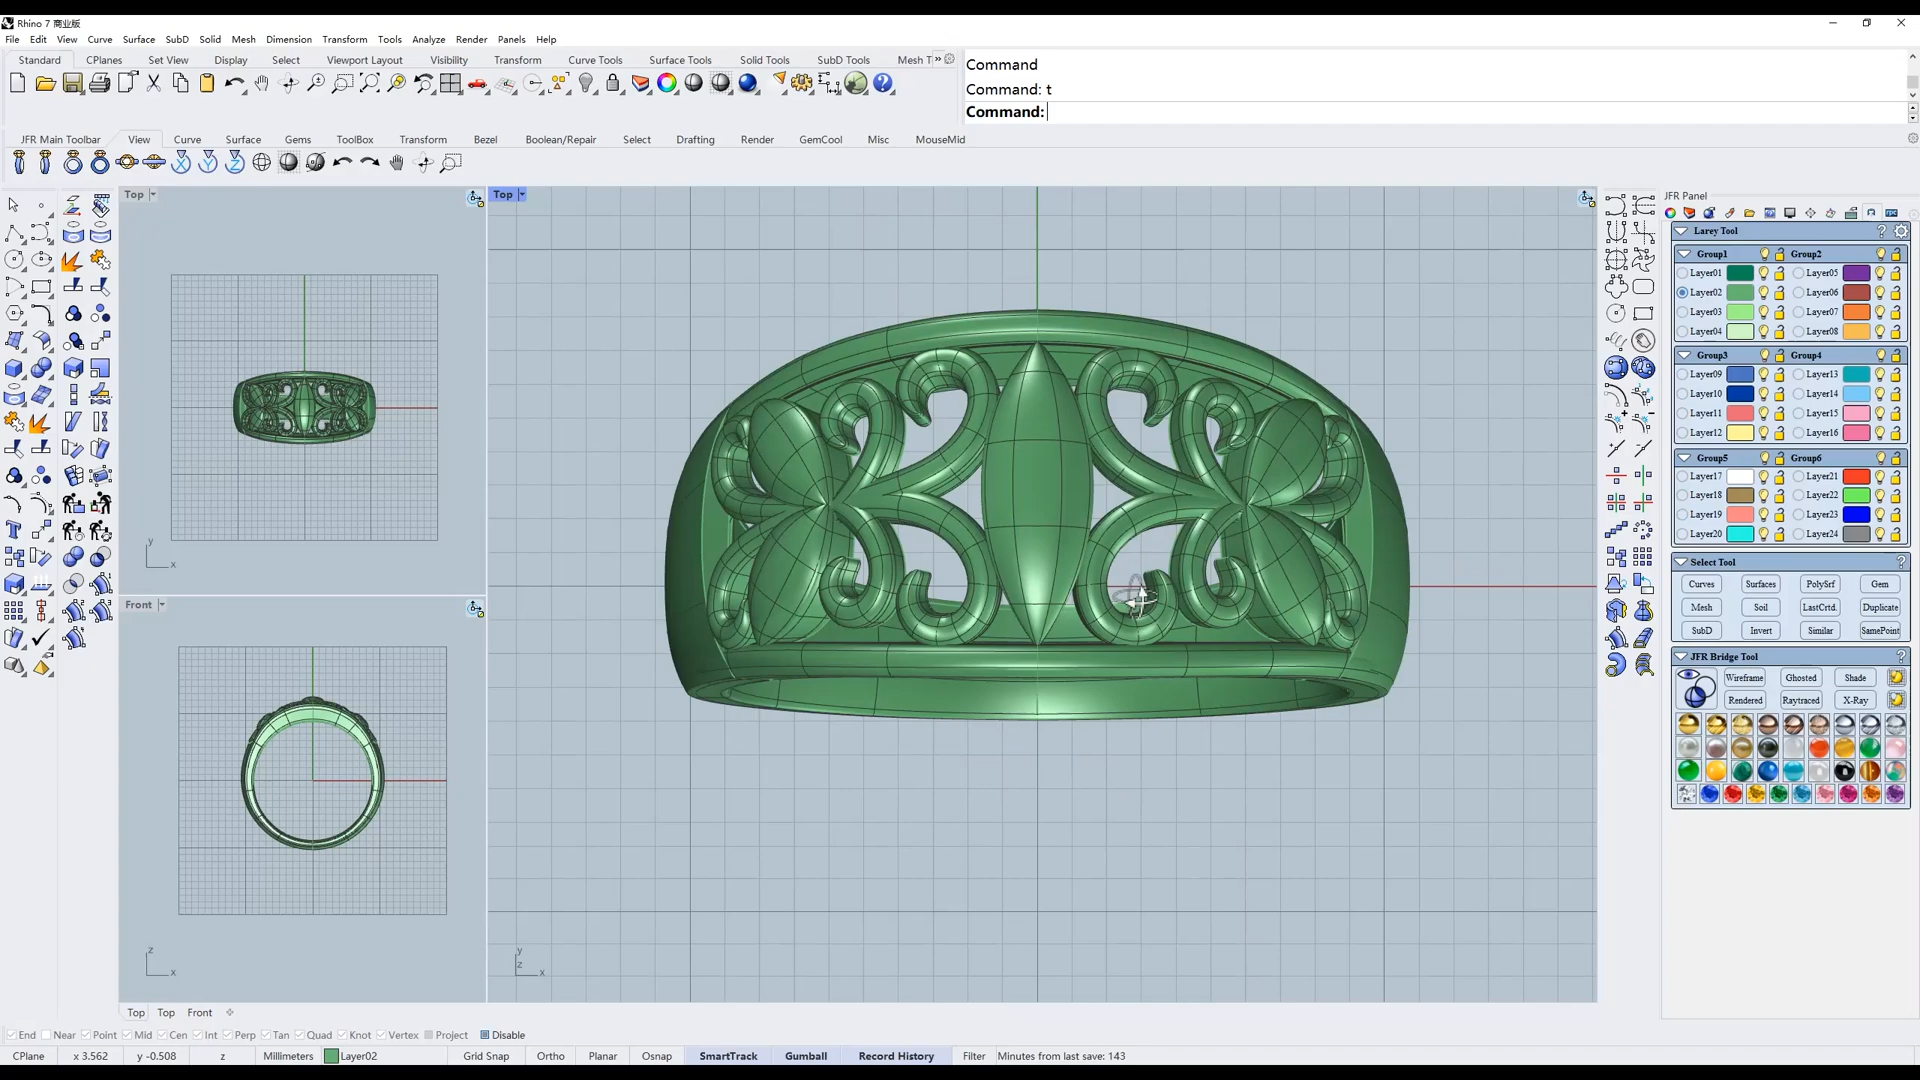 Rhino 7 商业版
File Edit View Curve Surface SubD Solid Mesh Dimension Transform Tools Analyze Render Panels Help
Standard CPlanes Set View Display Select Viewport Layout Visibility Transform Curve Tools Surface Tools Solid Tools SubD Tools Mesh T
Command
Command: t
Command:
JFR Main Toolbar View Curve Surface Gems ToolBox Transform Bezel Boolean/Repair Select Drafting Render GemCool Misc MouseMid
Top
Top
JFR Panel
Larey Tool
Group1 Group2
Layer01 Layer05
Layer02 Layer06
Layer03 Layer07
Layer04 Layer08
Group3 Group4
Layer09 Layer13
Layer10 Layer14
Layer11 Layer15
Layer12 Layer16
Group5 Group6
Layer17 Layer21
Layer18 Layer22
Layer19 Layer23
Layer20 Layer24
Select Tool
Curves Surfaces PolySrf Gem
Mesh Soil LastCrtd. Duplicate
SubD Invert Similar SamePoint
JFR Bridge Tool
Wireframe Ghosted Shade
Rendered Raytraced X-Ray
y
x
Front
z
x
y
z
x
Top Top Front
End Near Point Mid Cen Int Perp Tan Quad Knot Vertex Project Disable
CPlane x 3.562 y -0.508 z Millimeters Layer02 Grid Snap Ortho Planar Osnap SmartTrack Gumball Record History Filter Minutes from last save: 143